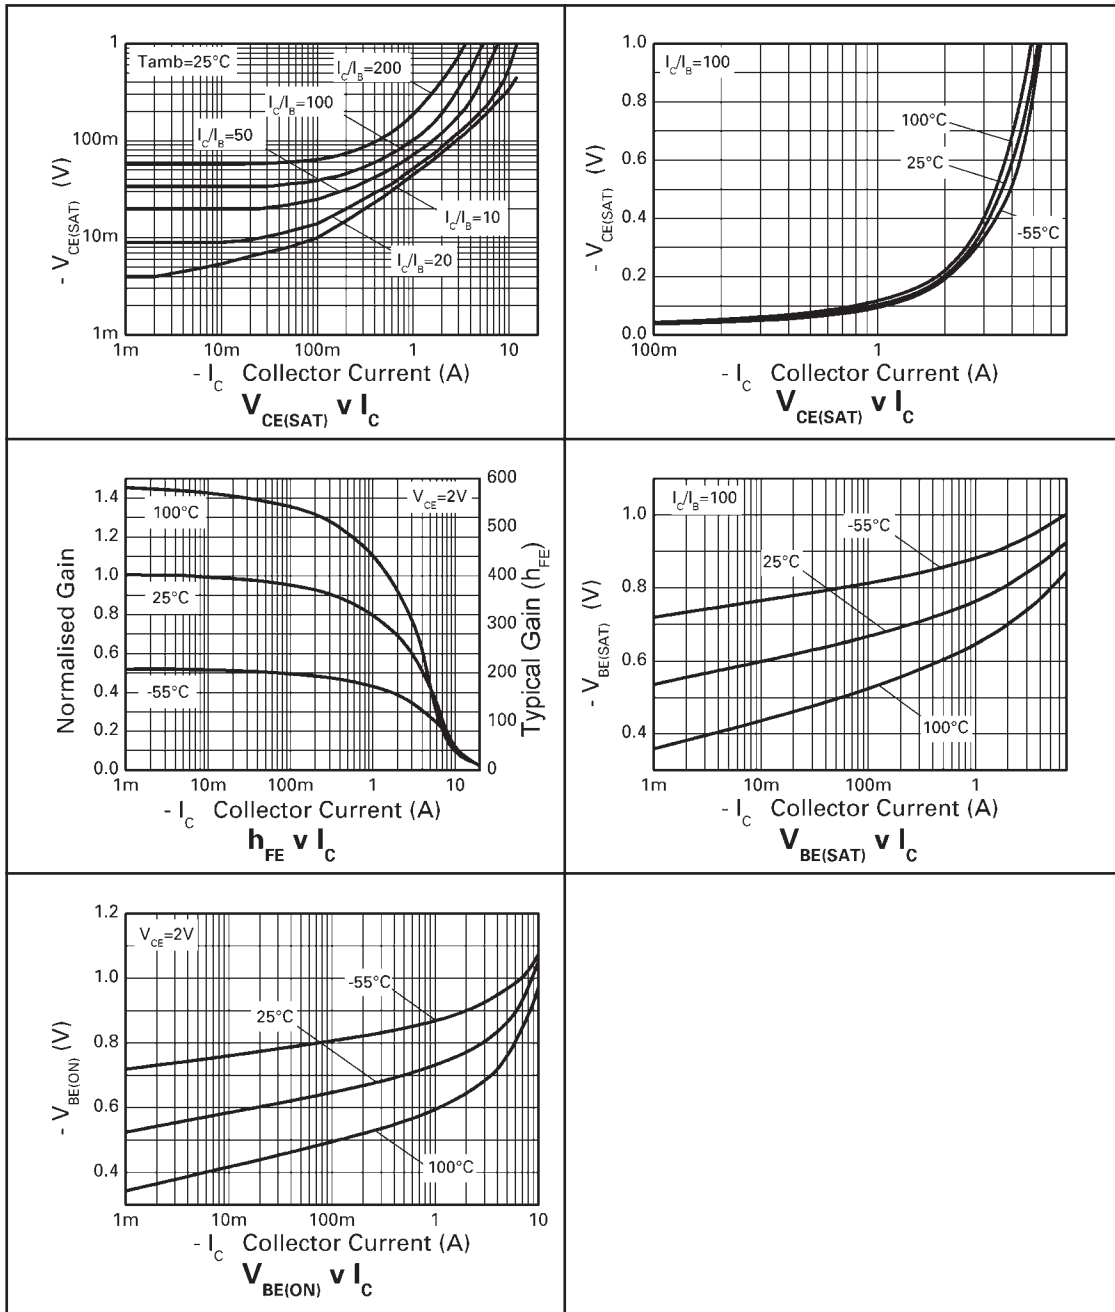 1
100m
10m
1m
- V_CE(SAT) (V)
Tamb=25°C
I_C/I_B=200
I_C/I_B=100
I_C/I_B=50
I_C/I_B=10
I_C/I_B=20
1m 10m 100m 1 10
- I_C Collector Current (A)
V_CE(SAT) v I_C
1.0
0.8
0.6
0.4
0.2
0.0
- V_CE(SAT) (V)
I_C/I_B=100
100°C
25°C
-55°C
100m 1
- I_C Collector Current (A)
V_CE(SAT) v I_C
1.4
1.2
1.0
0.8
0.6
0.4
0.2
0.0
Normalised Gain
100°C
25°C
-55°C
V_CE=2V
600
500
400
300
200
100
0
Typical Gain (h_FE)
1m 10m 100m 1 10
- I_C Collector Current (A)
h_FE v I_C
1.0
0.8
0.6
0.4
- V_BE(SAT) (V)
I_C/I_B=100
-55°C
25°C
100°C
1m 10m 100m 1
- I_C Collector Current (A)
V_BE(SAT) v I_C
1.2
1.0
0.8
0.6
0.4
- V_BE(ON) (V)
V_CE=2V
-55°C
25°C
100°C
1m 10m 100m 1 10
- I_C Collector Current (A)
V_BE(ON) v I_C